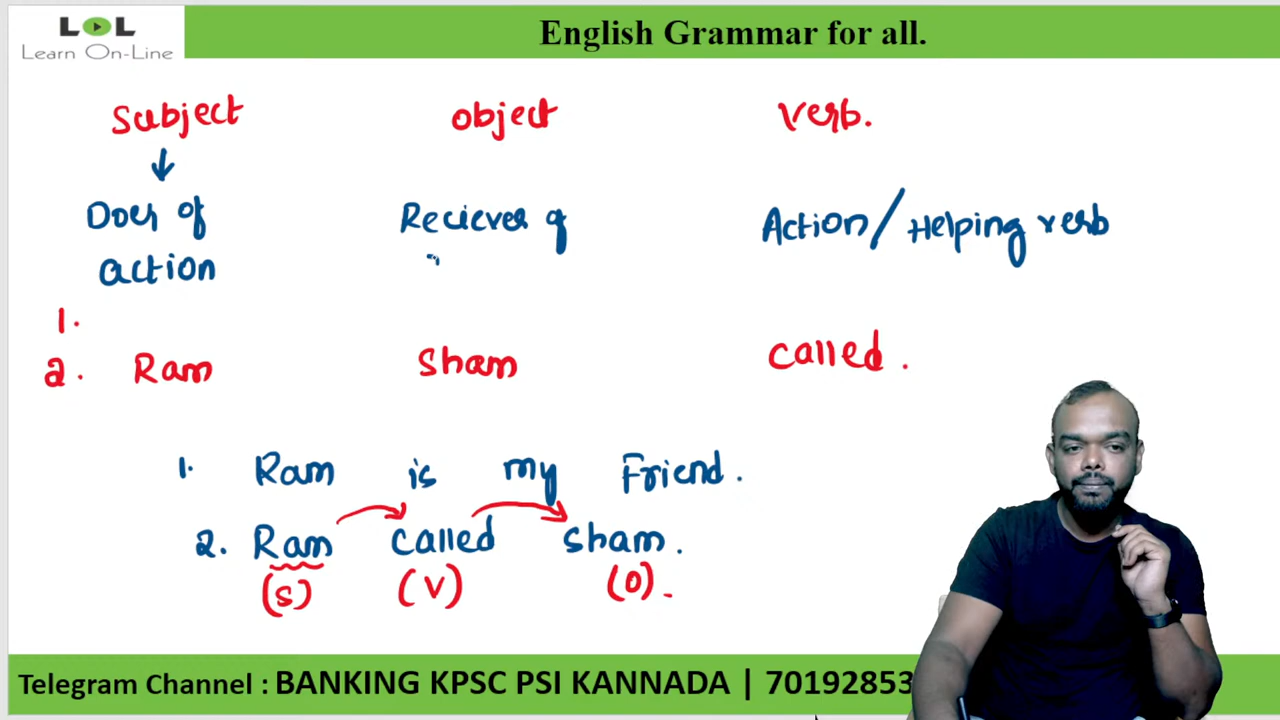 LOL
Learn On-Line
English Grammar for all.
Subject object Verb.
Doer of Reciever of Action/Helping verb
action
1.
2. Ram Sham Called.
1. Ram is my Friend.
2. Ram Called Sham.
(S) (V) (O).
Telegram Channel : BANKING KPSC PSI KANNADA | 70192853